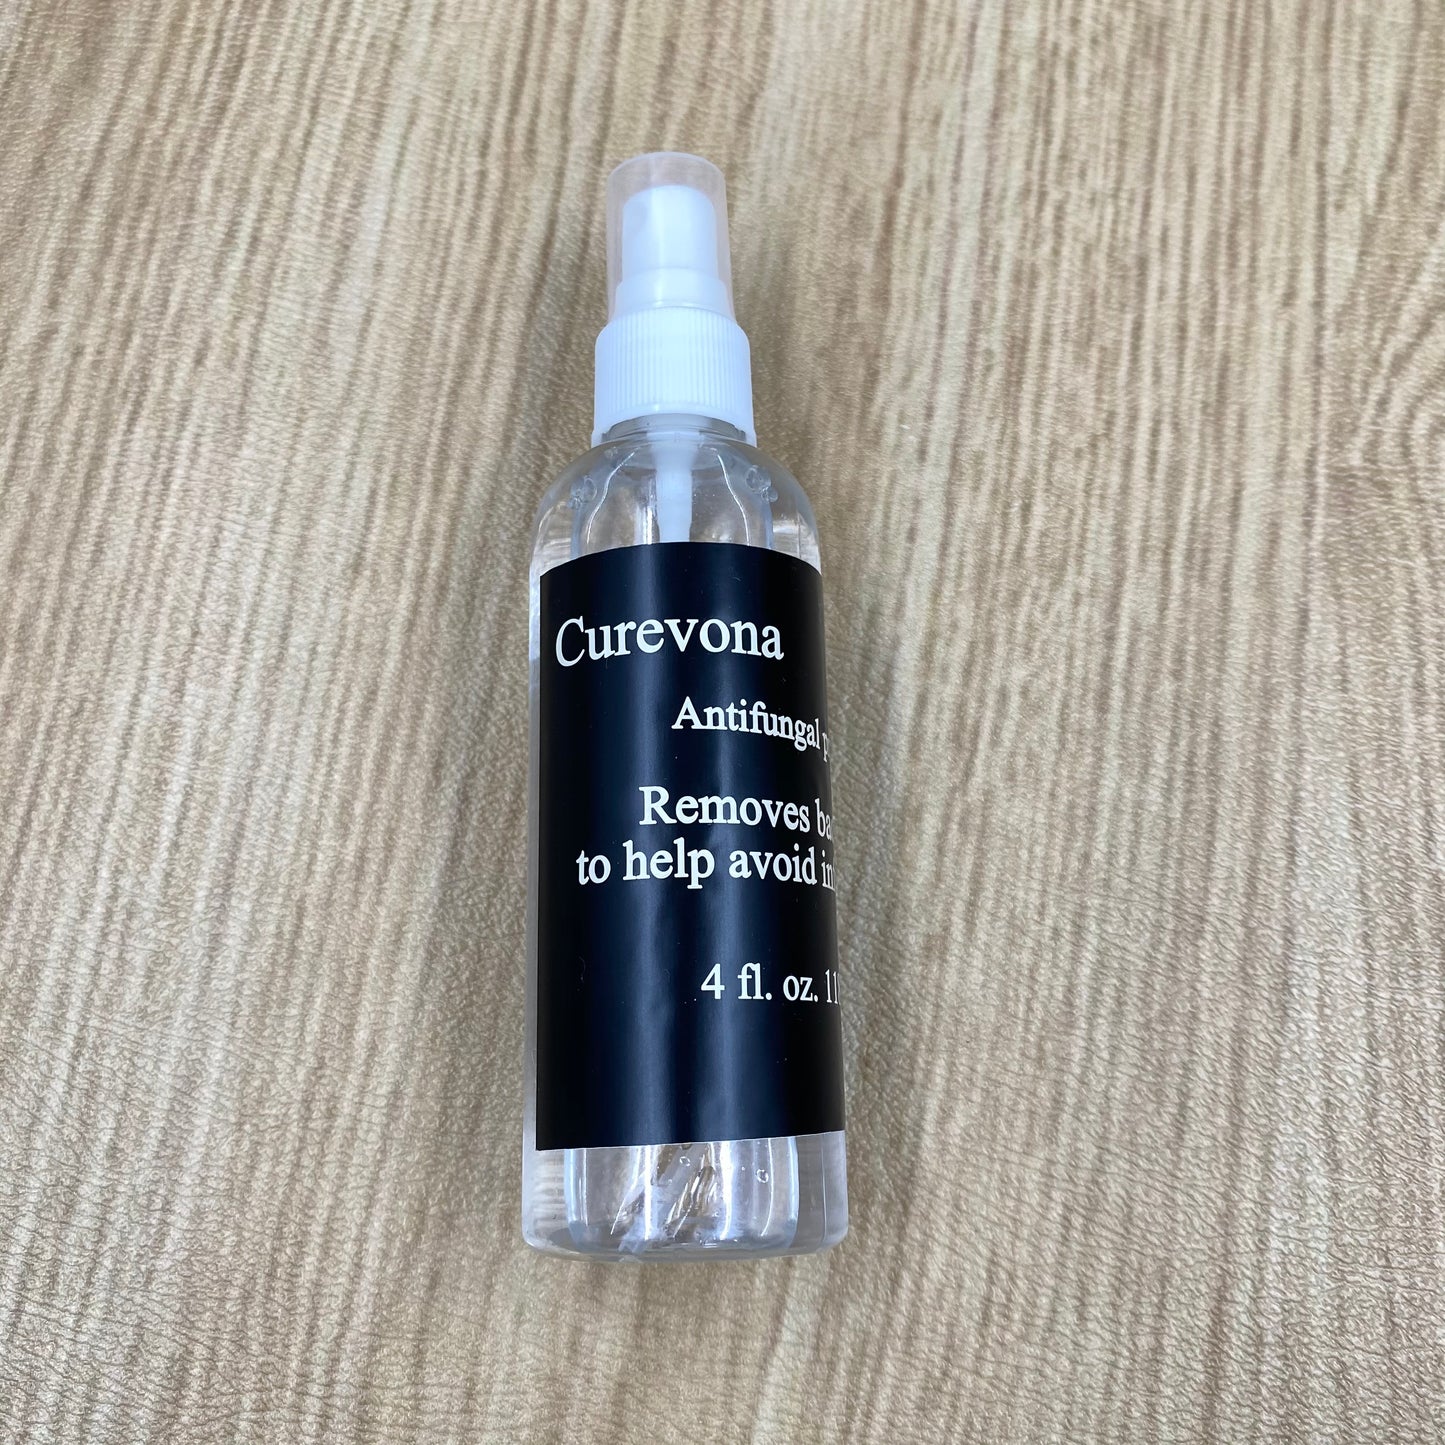 Curevona
Antifungal
Removes
to help avoid
4 fl. oz.